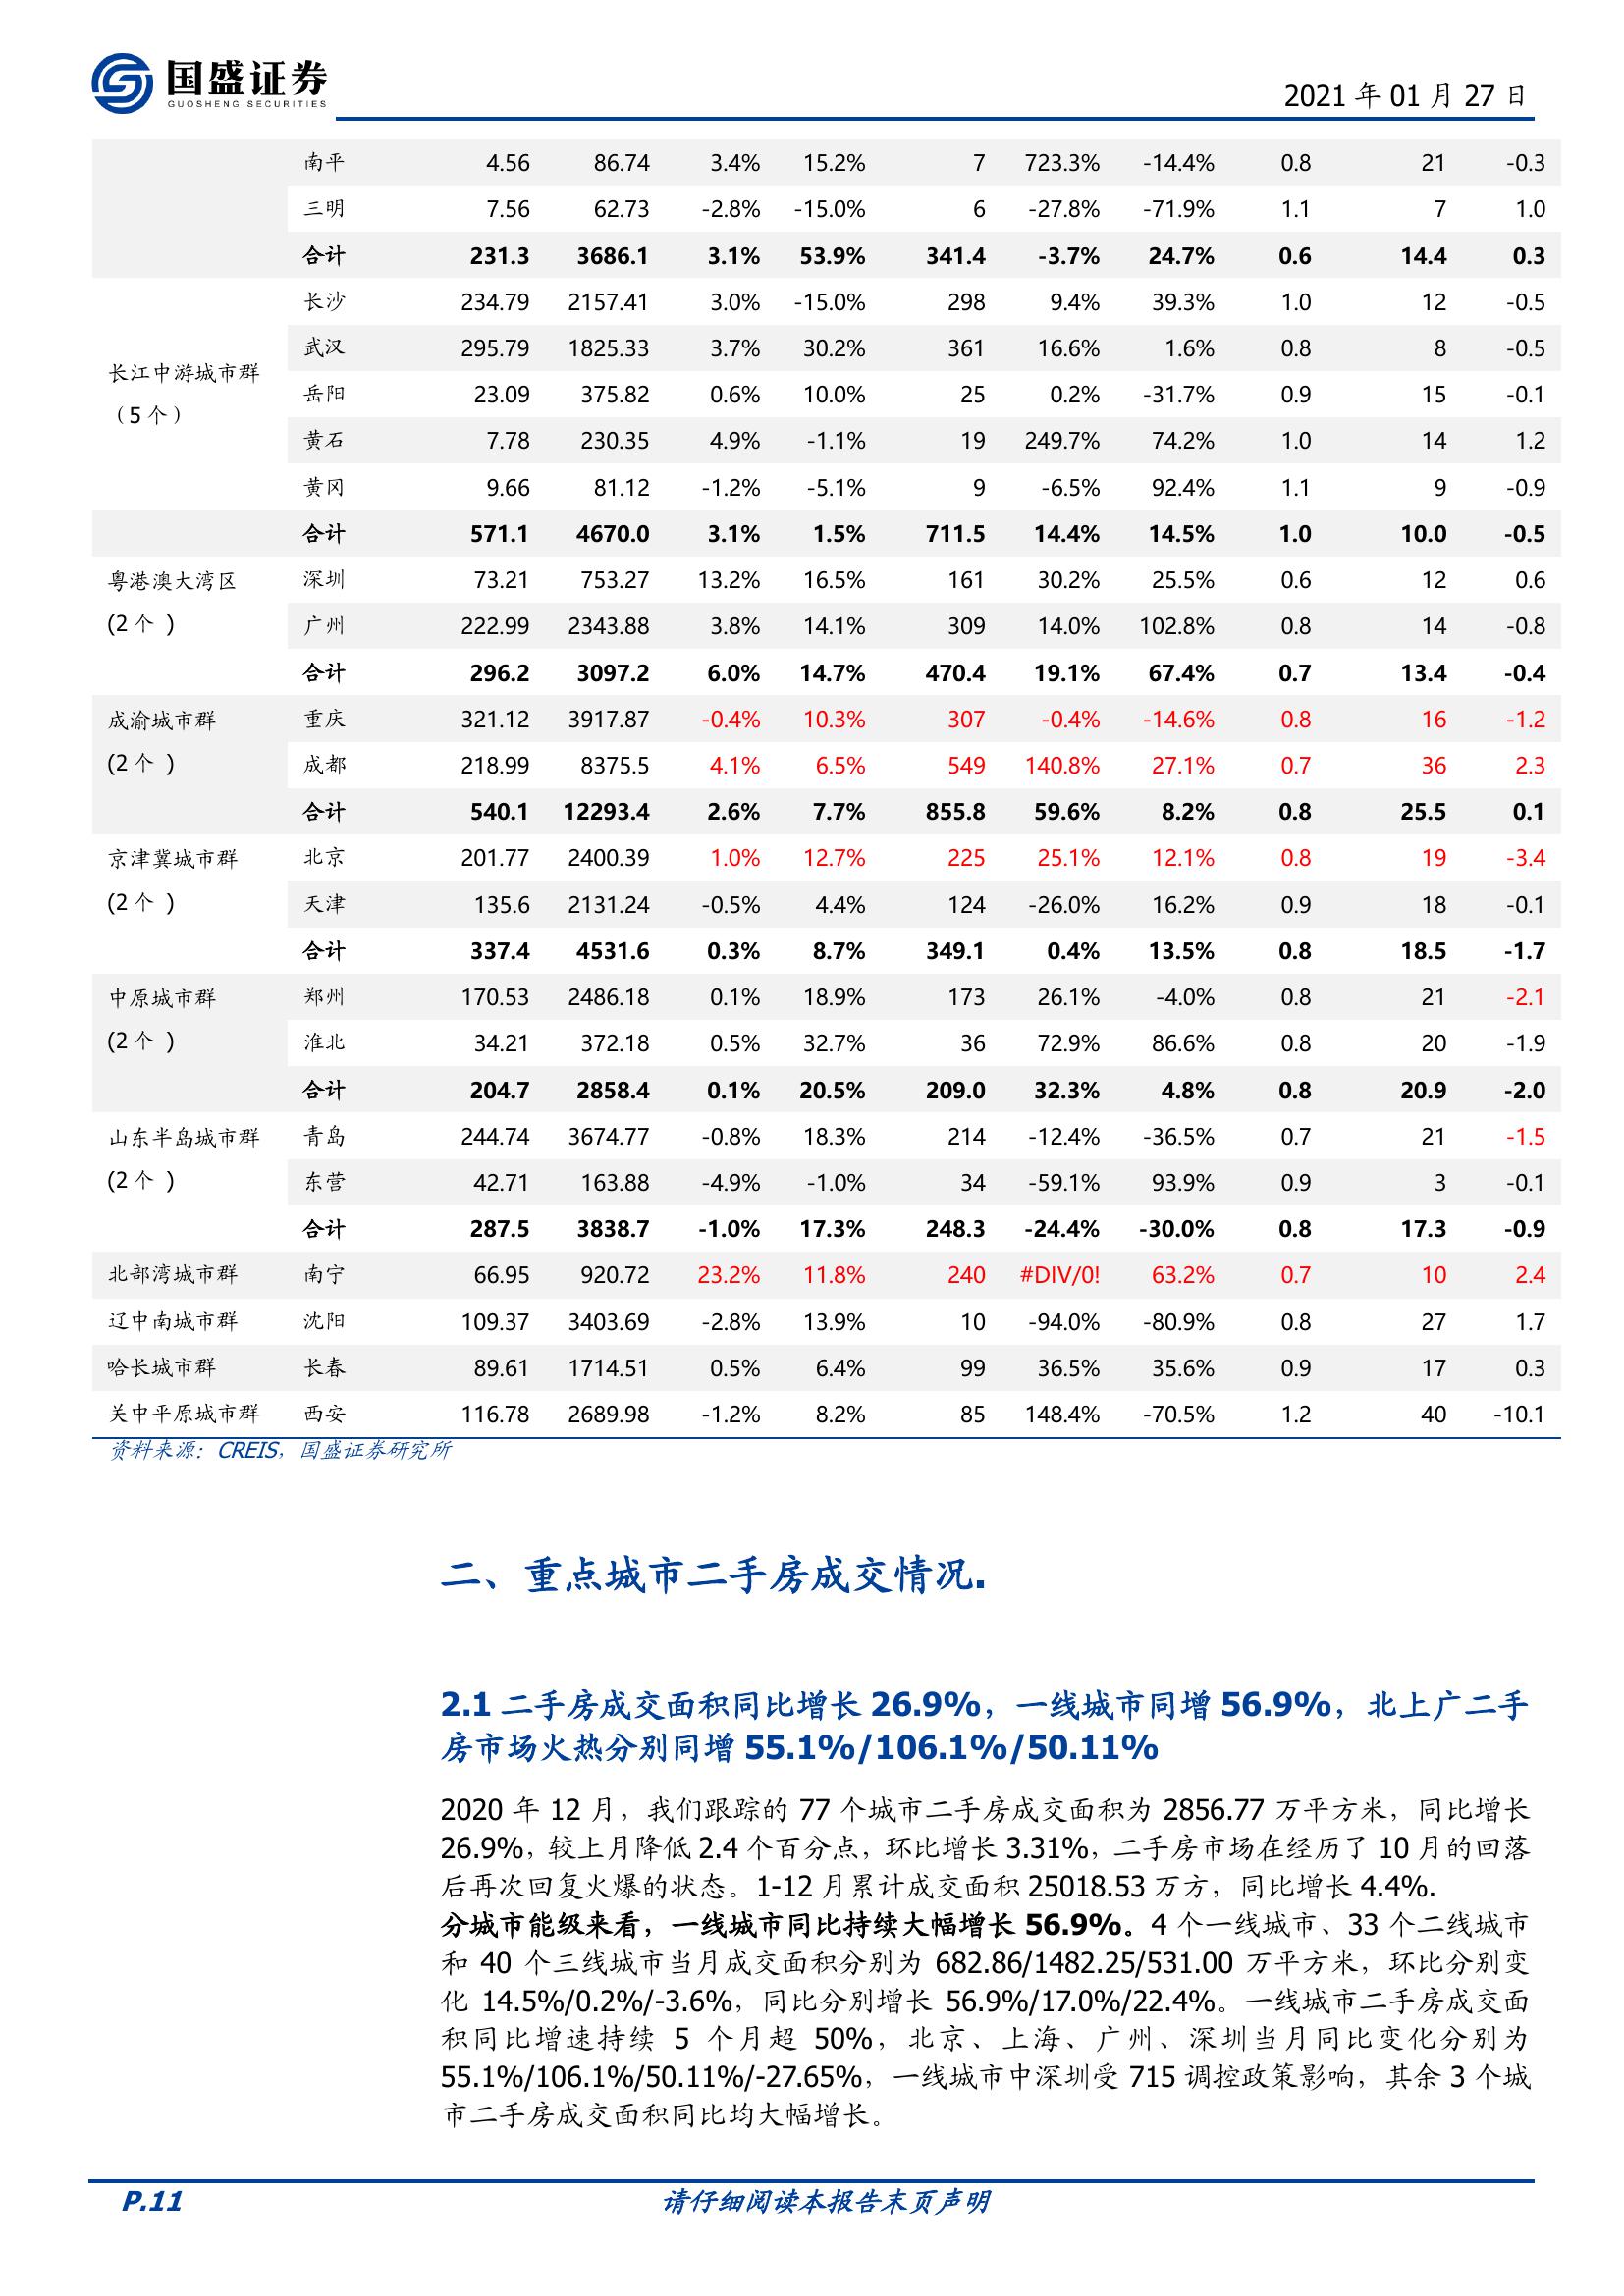 国盛证券
GUOSHENG SECURITIES
2021 年 01 月 27 日
南平 4.56 86.74 3.4% 15.2% 7 723.3% -14.4% 0.8 21 -0.3
三明 7.56 62.73 -2.8% -15.0% 6 -27.8% -71.9% 1.1 7 1.0
合计 231.3 3686.1 3.1% 53.9% 341.4 -3.7% 24.7% 0.6 14.4 0.3
长江中游城市群
（5 个）
长沙 234.79 2157.41 3.0% -15.0% 298 9.4% 39.3% 1.0 12 -0.5
武汉 295.79 1825.33 3.7% 30.2% 361 16.6% 1.6% 0.8 8 -0.5
岳阳 23.09 375.82 0.6% 10.0% 25 0.2% -31.7% 0.9 15 -0.1
黄石 7.78 230.35 4.9% -1.1% 19 249.7% 74.2% 1.0 14 1.2
黄冈 9.66 81.12 -1.2% -5.1% 9 -6.5% 92.4% 1.1 9 -0.9
合计 571.1 4670.0 3.1% 1.5% 711.5 14.4% 14.5% 1.0 10.0 -0.5
粤港澳大湾区
(2 个 )
深圳 73.21 753.27 13.2% 16.5% 161 30.2% 25.5% 0.6 12 0.6
广州 222.99 2343.88 3.8% 14.1% 309 14.0% 102.8% 0.8 14 -0.8
合计 296.2 3097.2 6.0% 14.7% 470.4 19.1% 67.4% 0.7 13.4 -0.4
成渝城市群
(2 个 )
重庆 321.12 3917.87 -0.4% 10.3% 307 -0.4% -14.6% 0.8 16 -1.2
成都 218.99 8375.5 4.1% 6.5% 549 140.8% 27.1% 0.7 36 2.3
合计 540.1 12293.4 2.6% 7.7% 855.8 59.6% 8.2% 0.8 25.5 0.1
京津冀城市群
(2 个 )
北京 201.77 2400.39 1.0% 12.7% 225 25.1% 12.1% 0.8 19 -3.4
天津 135.6 2131.24 -0.5% 4.4% 124 -26.0% 16.2% 0.9 18 -0.1
合计 337.4 4531.6 0.3% 8.7% 349.1 0.4% 13.5% 0.8 18.5 -1.7
中原城市群
(2 个 )
郑州 170.53 2486.18 0.1% 18.9% 173 26.1% -4.0% 0.8 21 -2.1
淮北 34.21 372.18 0.5% 32.7% 36 72.9% 86.6% 0.8 20 -1.9
合计 204.7 2858.4 0.1% 20.5% 209.0 32.3% 4.8% 0.8 20.9 -2.0
山东半岛城市群
(2 个 )
青岛 244.74 3674.77 -0.8% 18.3% 214 -12.4% -36.5% 0.7 21 -1.5
东营 42.71 163.88 -4.9% -1.0% 34 -59.1% 93.9% 0.9 3 -0.1
合计 287.5 3838.7 -1.0% 17.3% 248.3 -24.4% -30.0% 0.8 17.3 -0.9
北部湾城市群 南宁 66.95 920.72 23.2% 11.8% 240 #DIV/0! 63.2% 0.7 10 2.4
辽中南城市群 沈阳 109.37 3403.69 -2.8% 13.9% 10 -94.0% -80.9% 0.8 27 1.7
哈长城市群 长春 89.61 1714.51 0.5% 6.4% 99 36.5% 35.6% 0.9 17 0.3
关中平原城市群 西安 116.78 2689.98 -1.2% 8.2% 85 148.4% -70.5% 1.2 40 -10.1
资料来源：CREIS，国盛证券研究所
二、重点城市二手房成交情况.
2.1 二手房成交面积同比增长 26.9%，一线城市同增 56.9%，北上广二手
房市场火热分别同增 55.1%/106.1%/50.11%
2020 年 12 月，我们跟踪的 77 个城市二手房成交面积为 2856.77 万平方米，同比增长
26.9%，较上月降低 2.4 个百分点，环比增长 3.31%，二手房市场在经历了 10 月的回落
后再次回复火爆的状态。1-12 月累计成交面积 25018.53 万方，同比增长 4.4%.
分城市能级来看，一线城市同比持续大幅增长 56.9%。4 个一线城市、33 个二线城市
和 40 个三线城市当月成交面积分别为 682.86/1482.25/531.00 万平方米，环比分别变
化 14.5%/0.2%/-3.6%，同比分别增长 56.9%/17.0%/22.4%。一线城市二手房成交面
积同比增速持续 5 个月超 50%，北京、上海、广州、深圳当月同比变化分别为
55.1%/106.1%/50.11%/-27.65%，一线城市中深圳受 715 调控政策影响，其余 3 个城
市二手房成交面积同比均大幅增长。
P.11 请仔细阅读本报告末页声明